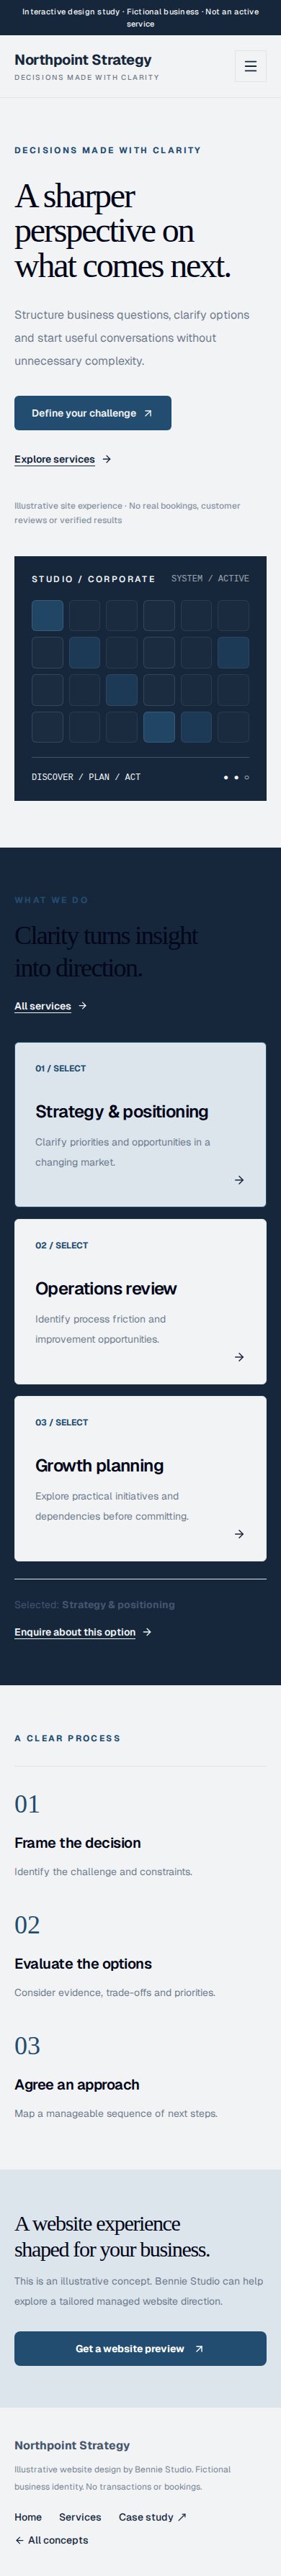 Interactive design study · Fictional business · Not an active
service
Northpoint Strategy
DECISIONS MADE WITH CLARITY
DECISIONS MADE WITH CLARITY
A sharper
perspective on
what comes next.
Structure business questions, clarify options
and start useful conversations without
unnecessary complexity.
Define your challenge
Explore services
Illustrative site experience · No real bookings, customer
reviews or verified results
STUDIO / CORPORATE
SYSTEM / ACTIVE
DISCOVER / PLAN / ACT
WHAT WE DO
Clarity turns insight
into direction.
All services
01 / SELECT
Strategy & positioning
Clarify priorities and opportunities in a
changing market.
02 / SELECT
Operations review
Identify process friction and
improvement opportunities.
03 / SELECT
Growth planning
Explore practical initiatives and
dependencies before committing.
Selected: Strategy & positioning
Enquire about this option
A CLEAR PROCESS
01
Frame the decision
Identify the challenge and constraints.
02
Evaluate the options
Consider evidence, trade-offs and priorities.
03
Agree an approach
Map a manageable sequence of next steps.
A website experience
shaped for your business.
This is an illustrative concept. Bennie Studio can help
explore a tailored managed website direction.
Get a website preview
Northpoint Strategy
Illustrative website design by Bennie Studio. Fictional
business identity. No transactions or bookings.
Home Services Case study ↗
← All concepts